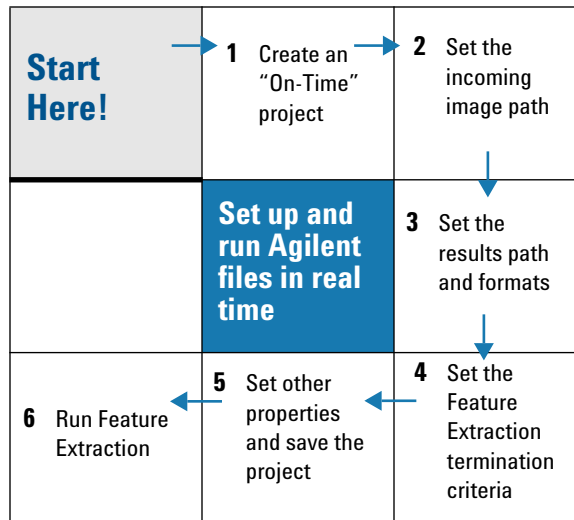 Start
Here!
1 Create an
“On-Time”
project
2 Set the
incoming
image path
Set up and
run Agilent
files in real
time
3 Set the
results path
and formats
4 Set the
Feature
Extraction
termination
criteria
5 Set other
properties
and save the
project
6 Run Feature
Extraction